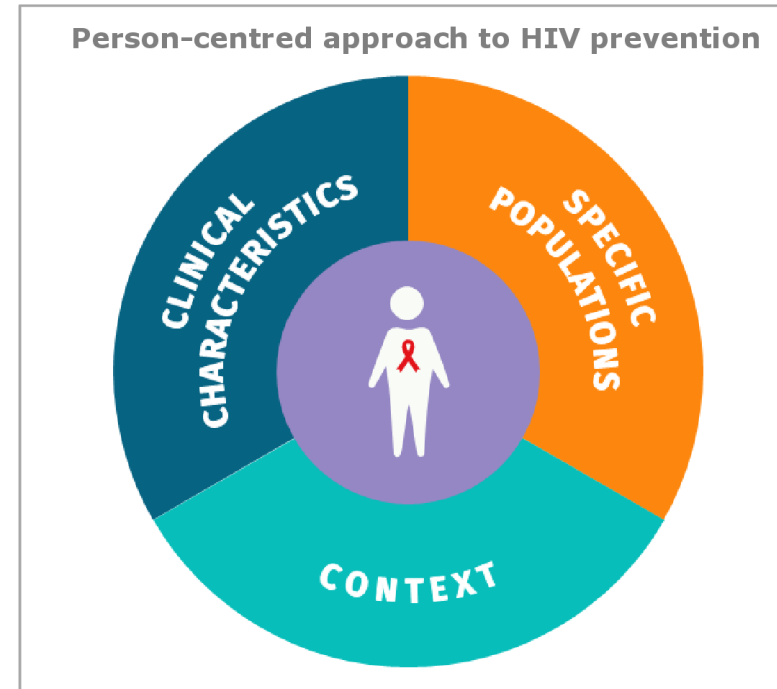 Person-centred approach to HIV prevention
CLINICAL
CHARACTERISTICS
SPECIFIC
POPULATIONS
CONTEXT